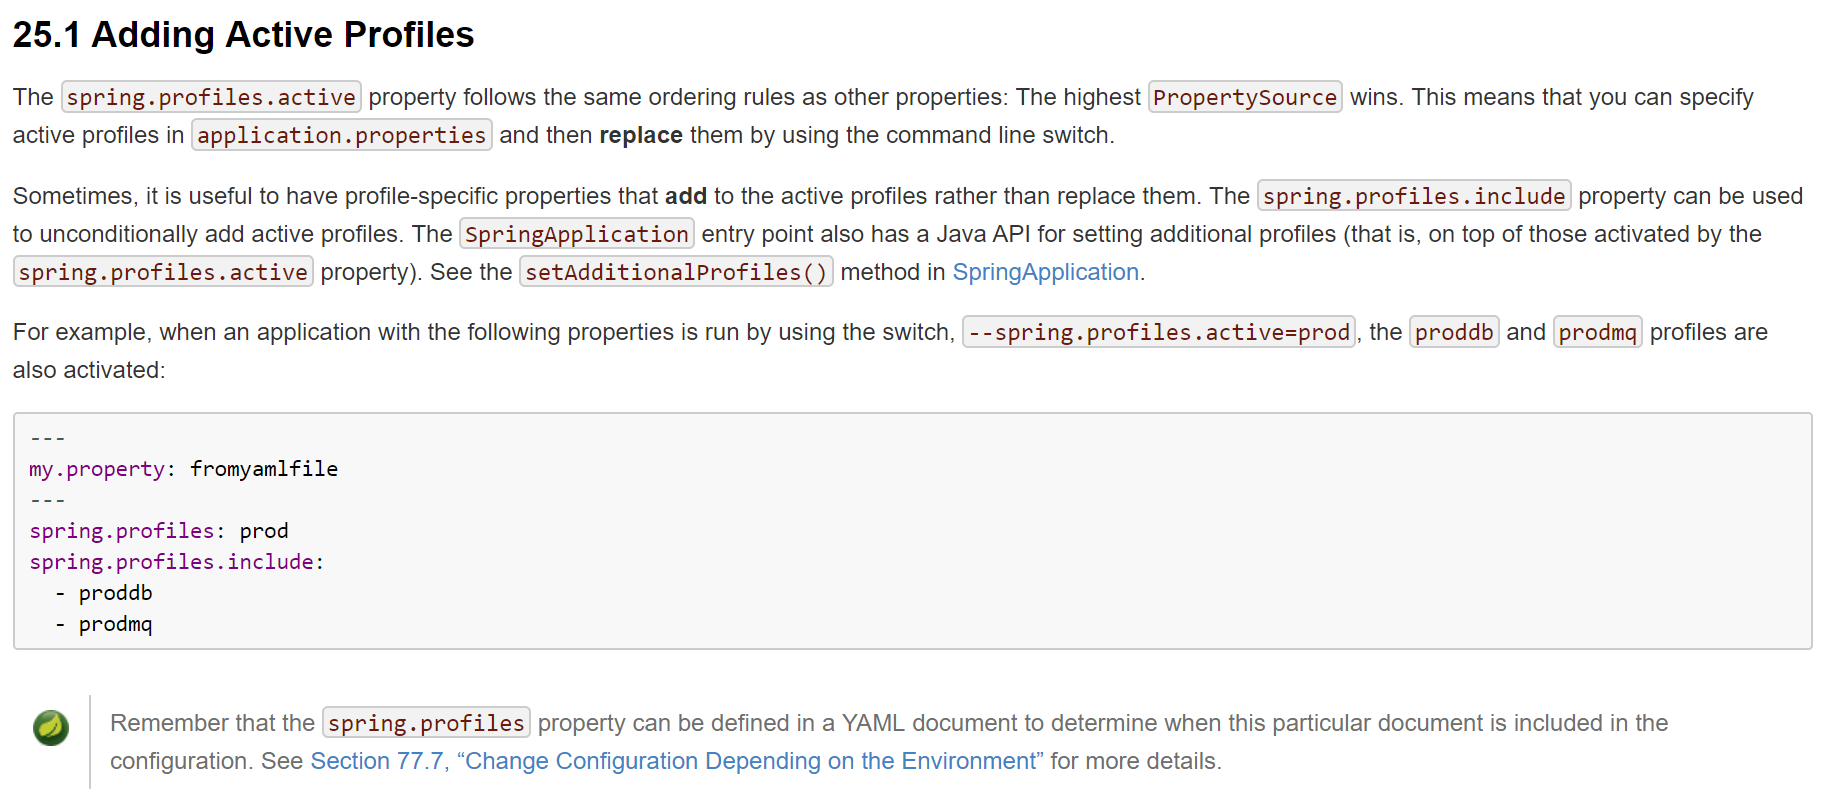 25.1 Adding Active Profiles
The spring.profiles.active property follows the same ordering rules as other properties: The highest PropertySource wins. This means that you can specify
active profiles in application.properties and then replace them by using the command line switch.
Sometimes, it is useful to have profile-specific properties that add to the active profiles rather than replace them. The spring.profiles.include property can be used
to unconditionally add active profiles. The SpringApplication entry point also has a Java API for setting additional profiles (that is, on top of those activated by the
spring.profiles.active property). See the setAdditionalProfiles() method in SpringApplication.
For example, when an application with the following properties is run by using the switch, --spring.profiles.active=prod, the proddb and prodmq profiles are
also activated:
---
my.property: fromyamlfile
---
spring.profiles: prod
spring.profiles.include:
  - proddb
  - prodmq
Remember that the spring.profiles property can be defined in a YAML document to determine when this particular document is included in the
configuration. See Section 77.7, “Change Configuration Depending on the Environment” for more details.